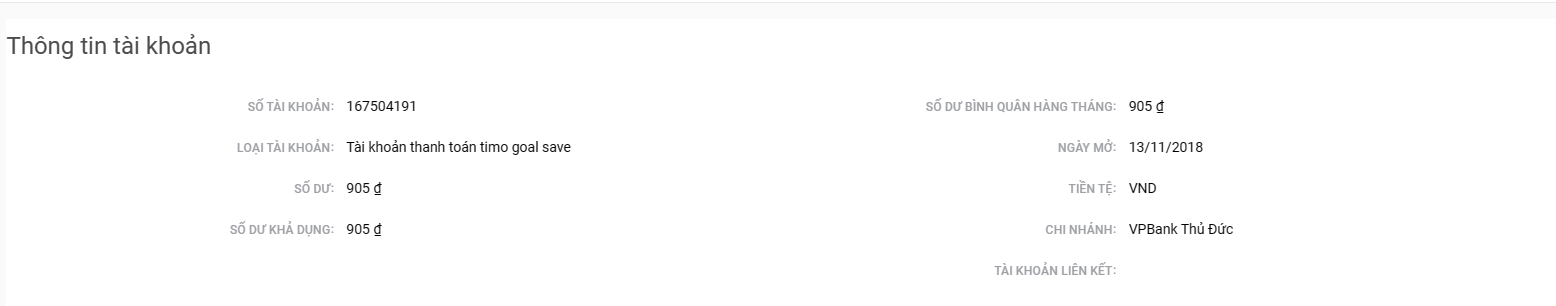 Thông tin tài khoản
SỐ TÀI KHOẢN: 167504191
LOẠI TÀI KHOẢN: Tài khoản thanh toán timo goal save
SỐ DƯ: 905 ₫
SỐ DƯ KHẢ DỤNG: 905 ₫
SỐ DƯ BÌNH QUÂN HÀNG THÁNG: 905 ₫
NGÀY MỞ: 13/11/2018
TIỀN TỆ: VND
CHI NHÁNH: VPBank Thủ Đức
TÀI KHOẢN LIÊN KẾT: